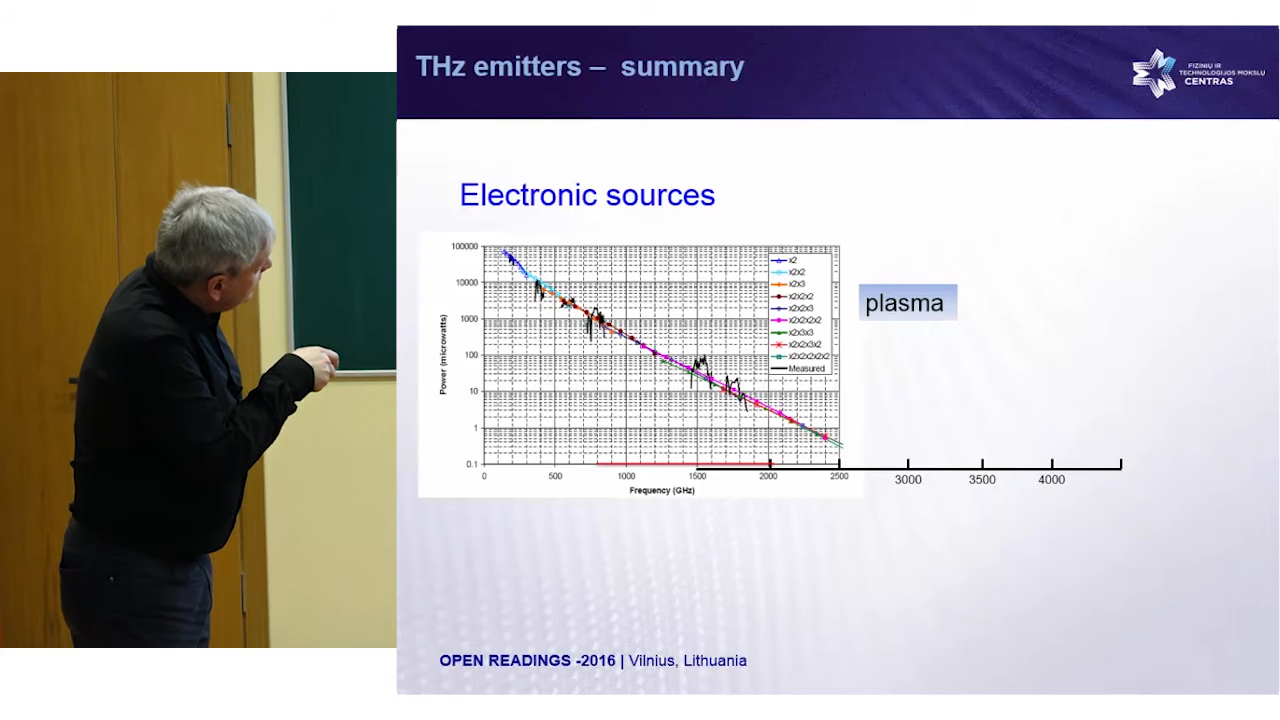 THz emitters – summary
FIZINIŲ IR
TECHNOLOGIJOS MOKSLŲ
CENTRAS
Electronic sources
100000
10000
1000
100
10
1
0.1
Power (microwatts)
x2
x2x2
x2x3
x2x2x2
x2x2x3
x2x2x2x2
x2x3x3
x2x2x3x2
x2x2x2x2x2
Measured
plasma
0 500 1000 1500 2000 2500 3000 3500 4000
Frequency (GHz)
OPEN READINGS -2016 | Vilnius, Lithuania